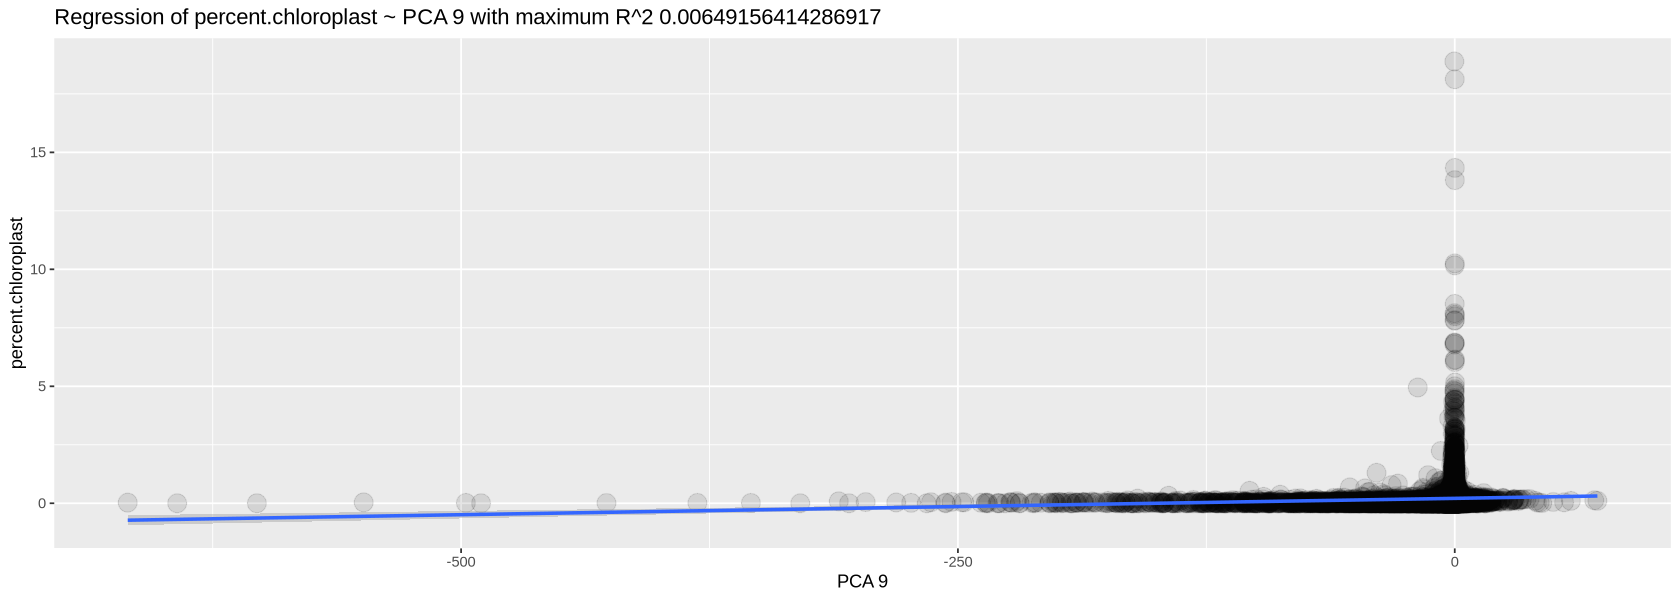 Regression of percent.chloroplast ~ PCA 9 with maximum R^2 0.00649156414286917
percent.chloroplast
15
10
5
0
-500
-250
0
PCA 9